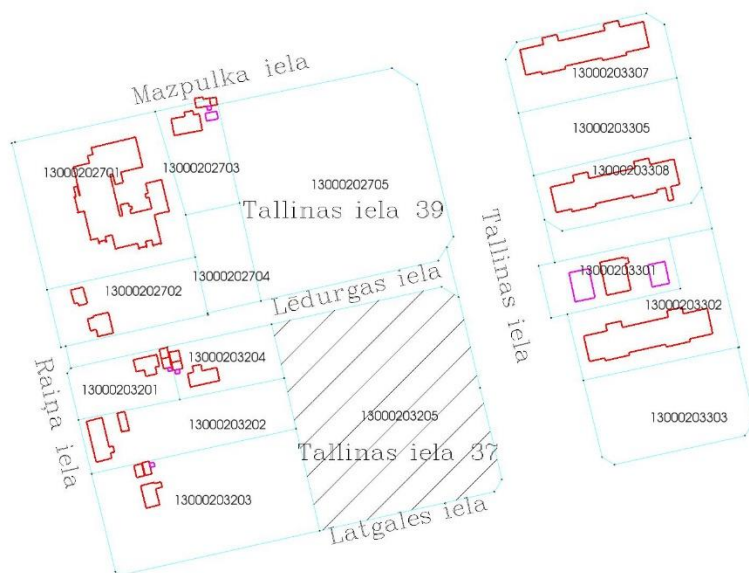 Mazpulka iela
13000203307
13000203305
13000202701
13000202703
13000203308
13000202705
Tallinas iela 39
Tallinas iela
13000202704
13000202702
Lēdurgas iela
13000203301
13000203302
13000203204
Raiņa iela
13000203201
13000203205
13000203202
13000203303
Tallinas iela 37
13000203203
Latgales iela